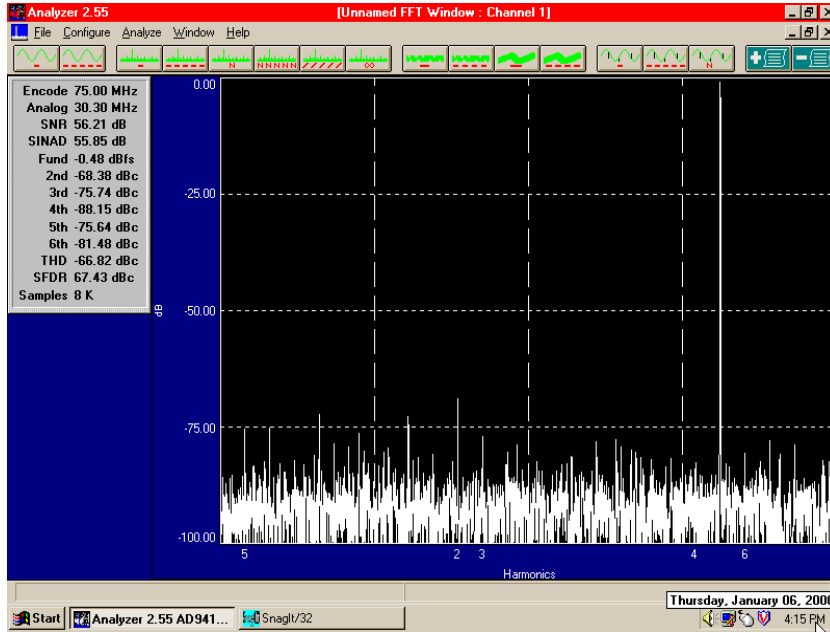 Analyzer 2.55 [Unnamed FFT Window : Channel 1]
File Configure Analyze Window Help
N NNNNN ///// ∞ N
Encode 75.00 MHz
Analog 30.30 MHz
SNR 56.21 dB
SINAD 55.85 dB
Fund -0.48 dBfs
2nd -68.38 dBc
3rd -75.74 dBc
4th -88.15 dBc
5th -75.64 dBc
6th -81.48 dBc
THD -66.82 dBc
SFDR 67.43 dBc
Samples 8 K
0.00
-25.00
dB -50.00
-75.00
-100.00
5 2 3 4 6
Harmonics
Thursday, January 06, 2000
Start Analyzer 2.55 AD941... SnagIt/32 4:15 PM